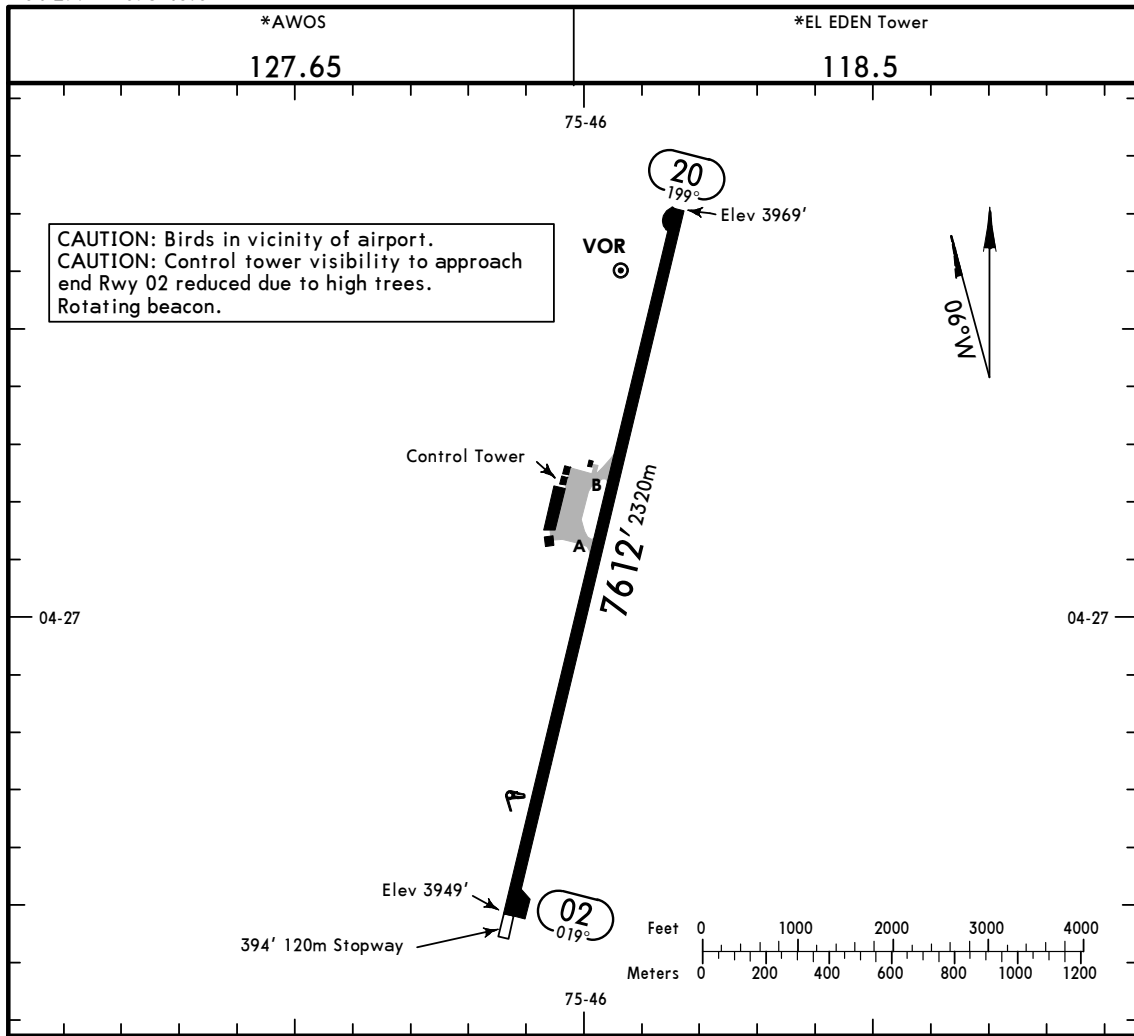 *AWOS
127.65
*EL EDEN Tower
118.5
75-46
20
199°
Elev 3969'
CAUTION: Birds in vicinity of airport.
CAUTION: Control tower visibility to approach
end Rwy 02 reduced due to high trees.
Rotating beacon.
VOR
06°W
Control Tower
B
A
7612' 2320m
04-27
04-27
Elev 3949'
02
019°
394' 120m Stopway
Feet 0 1000 2000 3000 4000
Meters 0 200 400 600 800 1000 1200
75-46